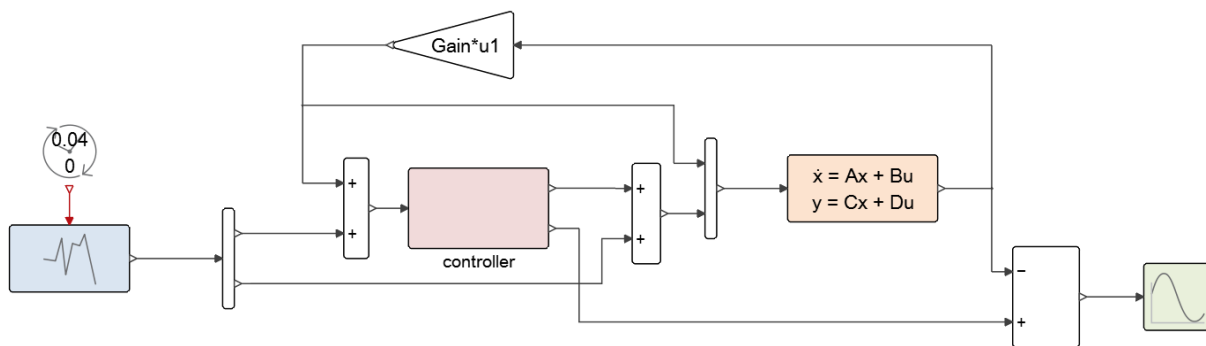 Gain*u1
0.04
0
+
+
controller
+
+
ẋ = Ax + Bu
y = Cx + Du
−
+